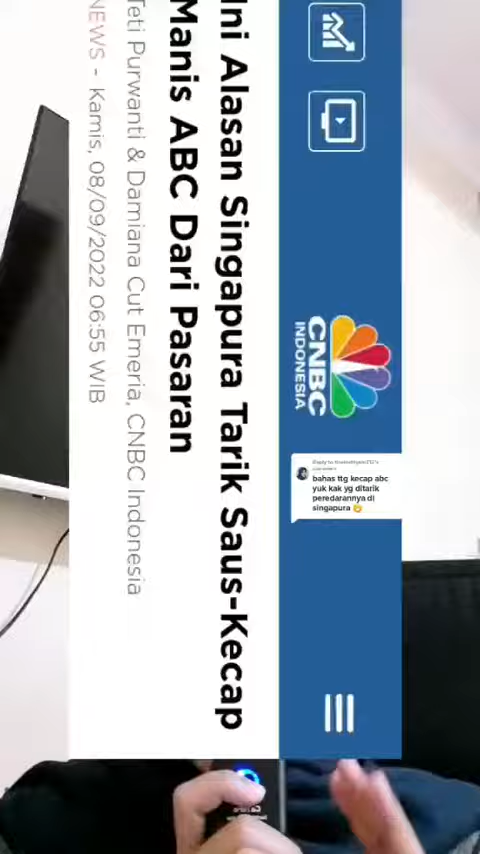 CNBC
INDONESIA
Ini Alasan Singapura Tarik Saus-Kecap
Manis ABC Dari Pasaran
Teti Purwanti & Damiana Cut Emeria, CNBC Indonesia
NEWS - Kamis, 08/09/2022 06:55 WIB
bahas ttg kecap abc
yuk kak yg ditarik
peredarannya di
singapura 😋